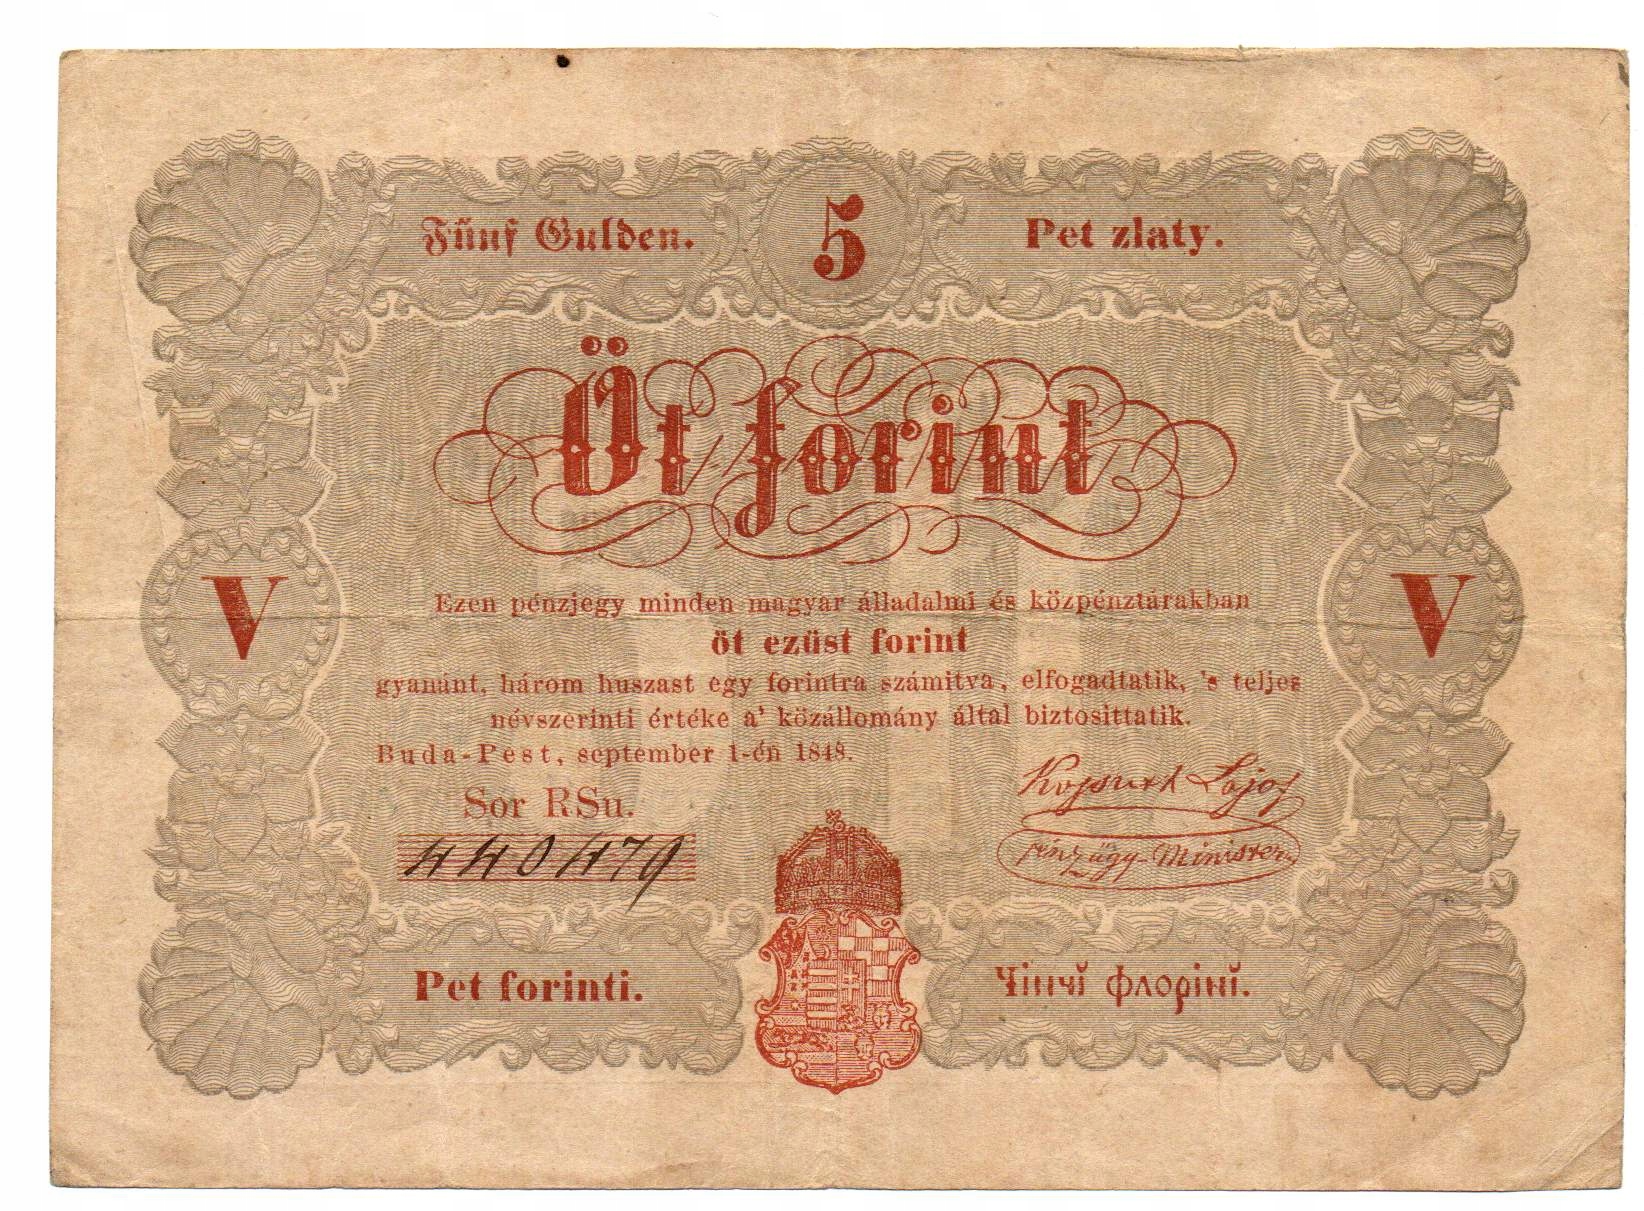 Fünf Gulden. 5 Pet zlaty.
Öt forint
V V
Ezen pénzjegy minden magyar álladalmi és közpénztárakban
öt ezüst forint
gyanánt, három huszast egy forintra számitva, elfogadtatik, 's teljes
névszerinti értéke a' közállomány által biztosittatik.
Buda-Pest, september 1-én 1848.
Sor RSu.
440479
Kossuth Lajos
pénzügy-Minister
Pet forinti. Чінчĭ флорінĭ.